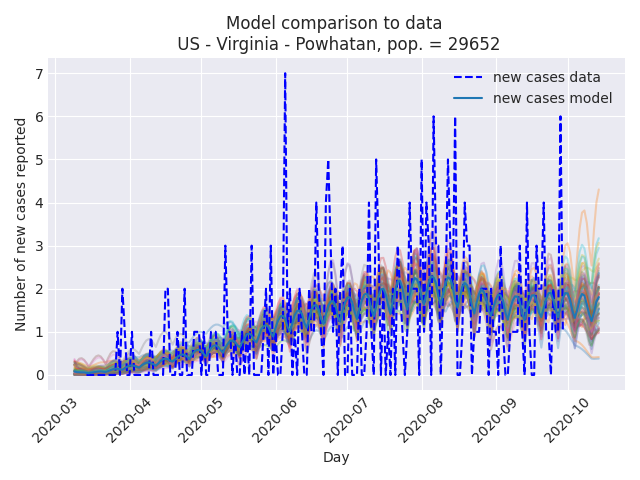 Model comparison to data
US - Virginia - Powhatan, pop. = 29652
new cases data
new cases model
Number of new cases reported
7
6
5
4
3
2
1
0
2020-03
2020-04
2020-05
2020-06
2020-07
2020-08
2020-09
2020-10
Day